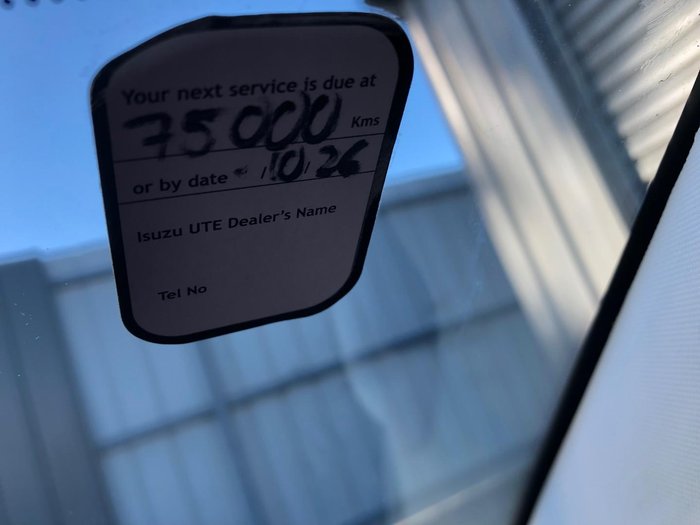 Your next service is due at
75000 Kms
or by date /10/26
Isuzu UTE Dealer's Name
Tel No